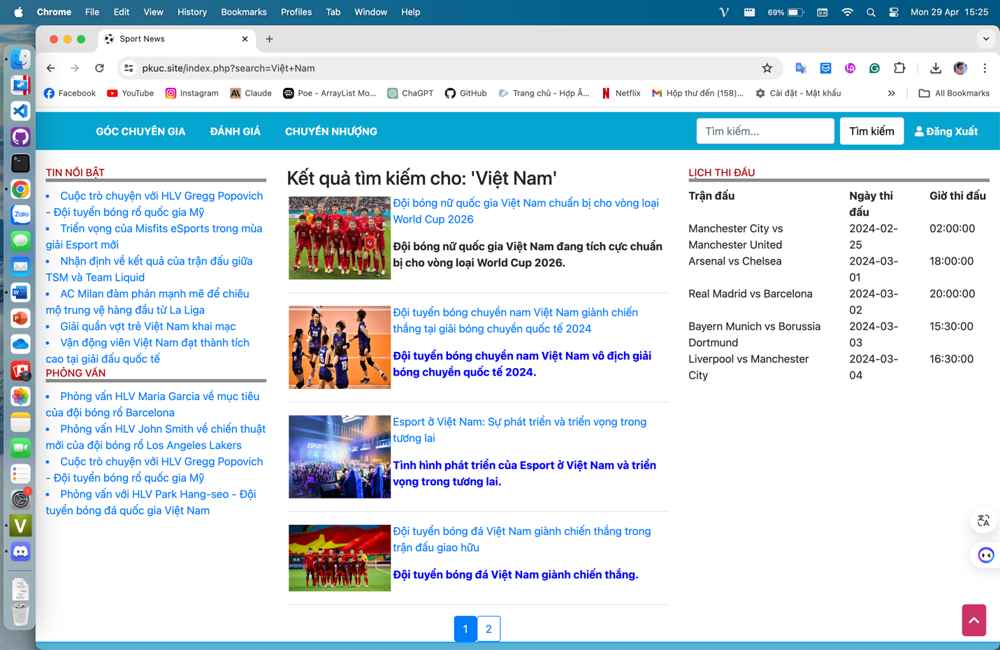 Chrome File Edit View History Bookmarks Profiles Tab Window Help 69% Mon 29 Apr 15:25
Sport News
pkuc.site/index.php?search=Việt+Nam
Facebook YouTube Instagram Claude Poe - ArrayList Mo... ChaGPT GitHub Trang chủ - Hợp Â... Netflix Hộp thư đến (158)... Cài đặt - Mật khẩu All Bookmarks
GÓC CHUYÊN GIA ĐÁNH GIÁ CHUYỂN NHƯỢNG Tìm kiếm... Tìm kiếm Đăng Xuất
TIN NỔI BẬT
Cuộc trò chuyện với HLV Gregg Popovich
- Đội tuyển bóng rổ quốc gia Mỹ
Triển vọng của Misfits eSports trong mùa
giải Esport mới
Nhận định về kết quả của trận đấu giữa
TSM và Team Liquid
AC Milan đàm phán mạnh mẽ để chiêu
mộ trung vệ hàng đầu từ La Liga
Giải quần vợt trẻ Việt Nam khai mạc
Vận động viên Việt Nam đạt thành tích
cao tại giải đấu quốc tế
PHỎNG VẤN
Phỏng vấn HLV Maria Garcia về mục tiêu
của đội bóng rổ Barcelona
Phỏng vấn HLV John Smith về chiến thuật
mới của đội bóng rổ Los Angeles Lakers
Cuộc trò chuyện với HLV Gregg Popovich
- Đội tuyển bóng rổ quốc gia Mỹ
Phỏng vấn với HLV Park Hang-seo - Đội
tuyển bóng đá quốc gia Việt Nam
Kết quả tìm kiếm cho: 'Việt Nam'
Đội bóng nữ quốc gia Việt Nam chuẩn bị cho vòng loại
World Cup 2026
Đội bóng nữ quốc gia Việt Nam đang tích cực chuẩn
bị cho vòng loại World Cup 2026.
Đội tuyển bóng chuyền nam Việt Nam giành chiến
thắng tại giải bóng chuyền quốc tế 2024
Đội tuyển bóng chuyền nam Việt Nam vô địch giải
bóng chuyền quốc tế 2024.
Esport ở Việt Nam: Sự phát triển và triển vọng trong
tương lai
Tình hình phát triển của Esport ở Việt Nam và triển
vọng trong tương lai.
Đội tuyển bóng đá Việt Nam giành chiến thắng trong
trận đấu giao hữu
Đội tuyển bóng đá Việt Nam giành chiến thắng.
1 2
LỊCH THI ĐẤU
Trận đấu Ngày thi Giờ thi đấu
đấu
Manchester City vs 2024-02- 02:00:00
Manchester United 25
Arsenal vs Chelsea 2024-03- 18:00:00
01
Real Madrid vs Barcelona 2024-03- 20:00:00
02
Bayern Munich vs Borussia 2024-03- 15:30:00
Dortmund 03
Liverpool vs Manchester 2024-03- 16:30:00
City 04
Zalo